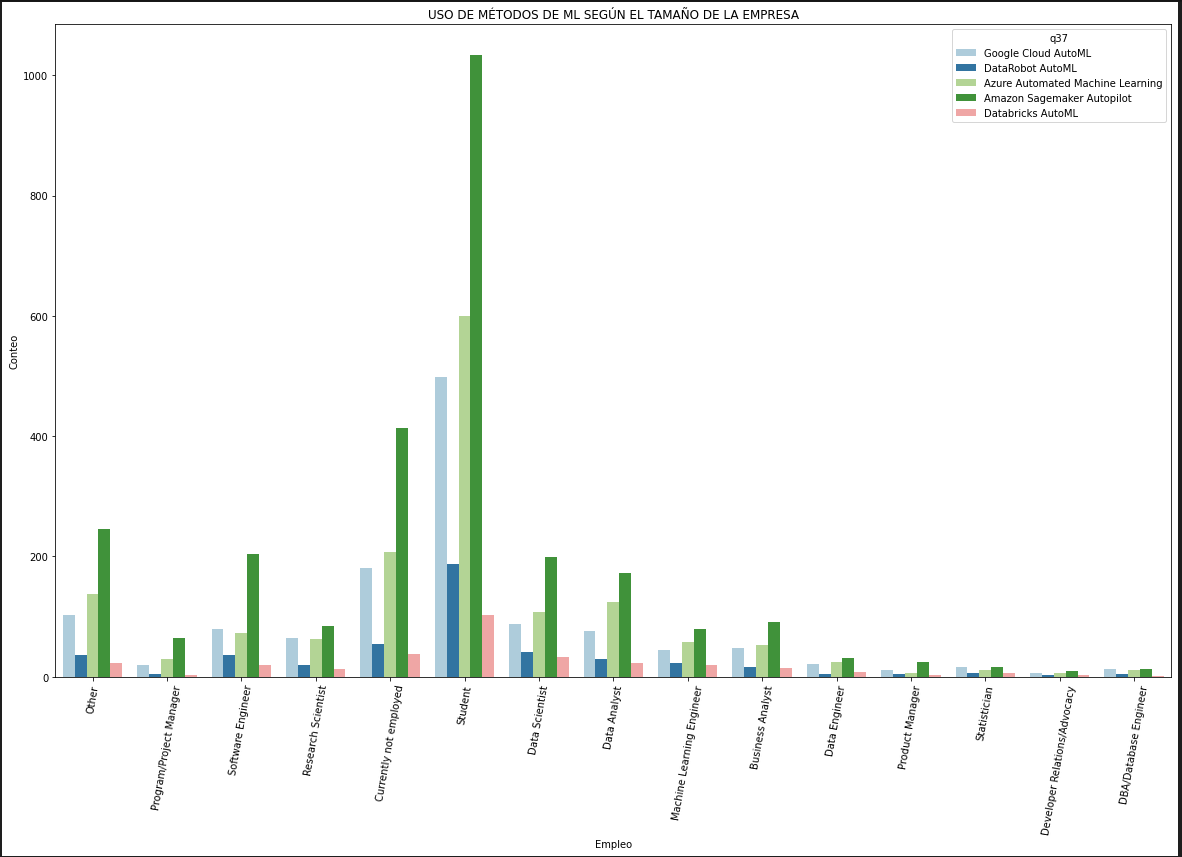 USO DE MÉTODOS DE ML SEGÚN EL TAMAÑO DE LA EMPRESA
q37
Google Cloud AutoML
DataRobot AutoML
Azure Automated Machine Learning
Amazon Sagemaker Autopilot
Databricks AutoML
1000
800
600
400
200
0
Conteo
Other
Program/Project Manager
Software Engineer
Research Scientist
Currently not employed
Student
Data Scientist
Data Analyst
Machine Learning Engineer
Business Analyst
Data Engineer
Product Manager
Statistician
Developer Relations/Advocacy
DBA/Database Engineer
Empleo